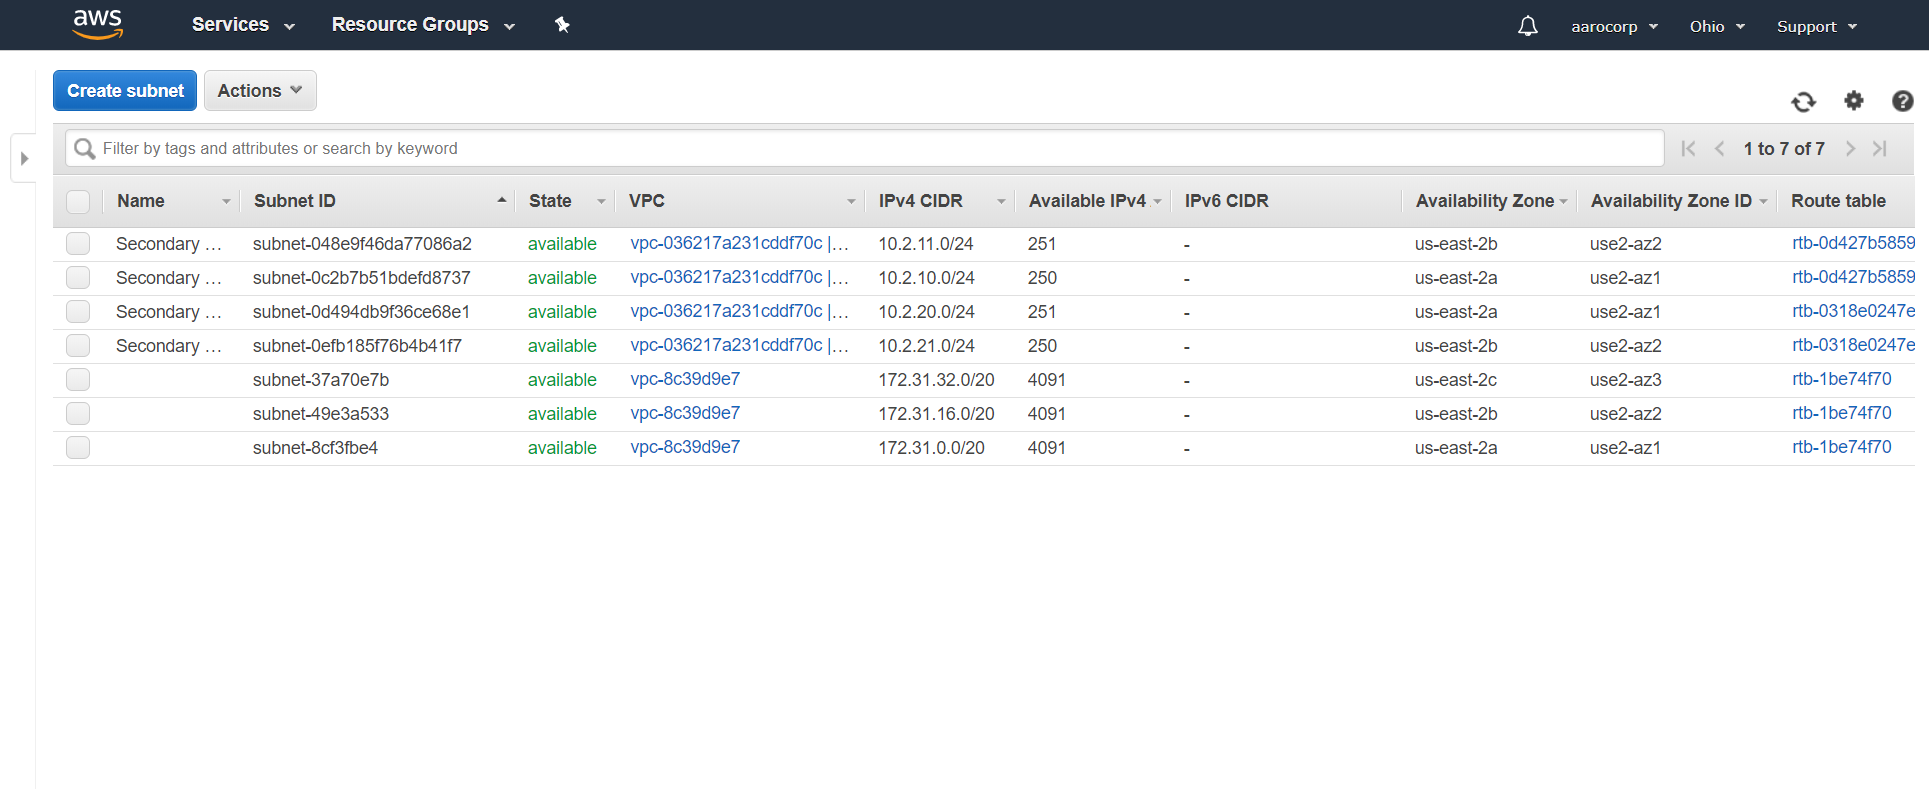 aws Services Resource Groups aarocorp Ohio Support
Create subnet Actions
Filter by tags and attributes or search by keyword 1 to 7 of 7
Name Subnet ID State VPC IPv4 CIDR Available IPv4 IPv6 CIDR Availability Zone Availability Zone ID Route table
Secondary ... subnet-048e9f46da77086a2 available vpc-036217a231cddf70c |... 10.2.11.0/24 251 - us-east-2b use2-az2 rtb-0d427b5859
Secondary ... subnet-0c2b7b51bdefd8737 available vpc-036217a231cddf70c |... 10.2.10.0/24 250 - us-east-2a use2-az1 rtb-0d427b5859
Secondary ... subnet-0d494db9f36ce68e1 available vpc-036217a231cddf70c |... 10.2.20.0/24 251 - us-east-2a use2-az1 rtb-0318e0247e
Secondary ... subnet-0efb185f76b4b41f7 available vpc-036217a231cddf70c |... 10.2.21.0/24 250 - us-east-2b use2-az2 rtb-0318e0247e
subnet-37a70e7b available vpc-8c39d9e7 172.31.32.0/20 4091 - us-east-2c use2-az3 rtb-1be74f70
subnet-49e3a533 available vpc-8c39d9e7 172.31.16.0/20 4091 - us-east-2b use2-az2 rtb-1be74f70
subnet-8cf3fbe4 available vpc-8c39d9e7 172.31.0.0/20 4091 - us-east-2a use2-az1 rtb-1be74f70